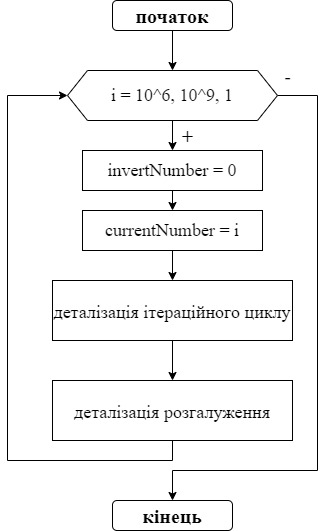 початок
-
i = 10^6, 10^9, 1
+
invertNumber = 0
currentNumber = i
деталізація ітераційного циклу
деталізація розгалуження
кінець